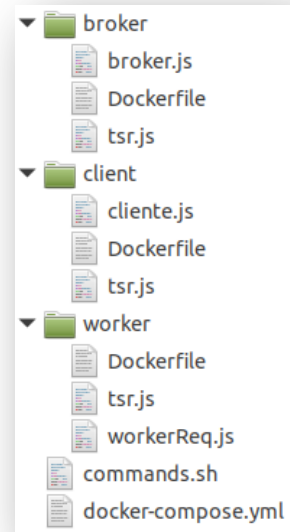 broker
broker.js
Dockerfile
tsr.js
client
cliente.js
Dockerfile
tsr.js
worker
Dockerfile
tsr.js
workerReq.js
commands.sh
docker-compose.yml